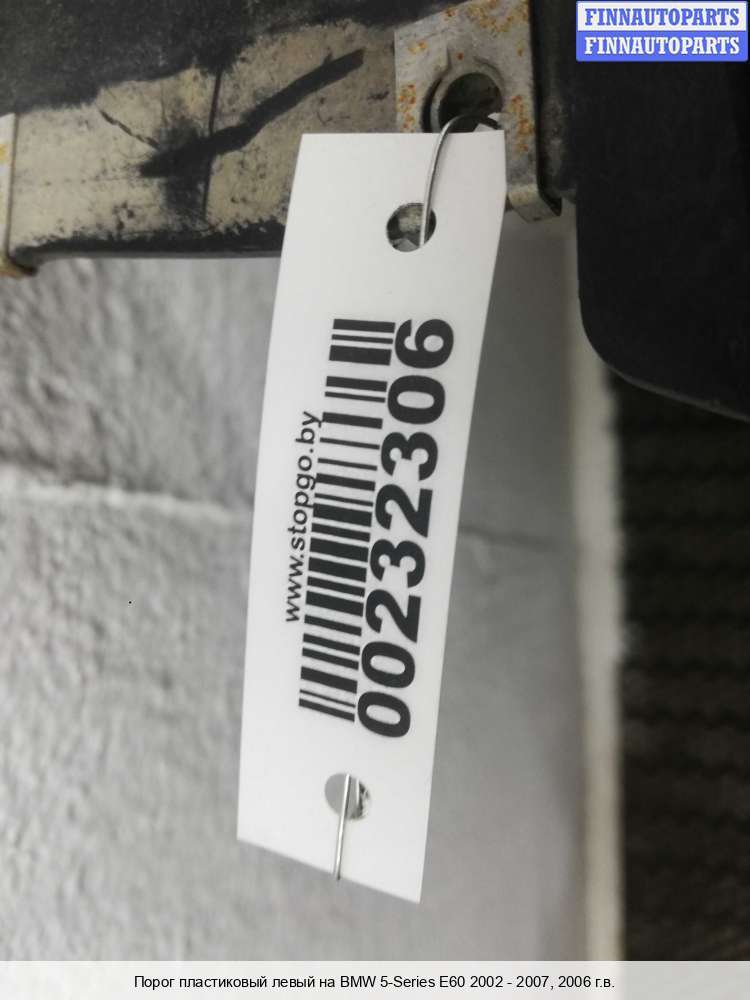 FINNAUTOPARTS
FINNAUTOPARTS
www.stopgo.by
00232306
Порог пластиковый левый на BMW 5-Series E60 2002 - 2007, 2006 г.в.